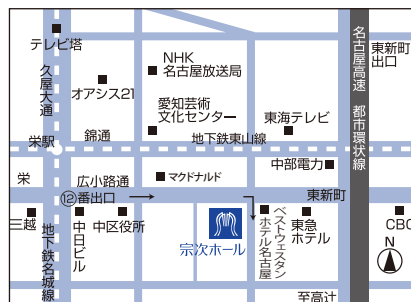 テレビ塔
久屋大通
NHK
名古屋放送局
オアシス21
愛知芸術
文化センター
東海テレビ
名古屋高速 都市環状線
東新町
出口
栄駅
錦通
地下鉄東山線
中部電力
栄
広小路通
マクドナルド
東新町
⑫番出口
三越
中日
ビル
中区役所
宗次ホール
ベストウェスタン
ホテル名古屋
東急
ホテル
CBC
N
地下鉄名城線
至高辻